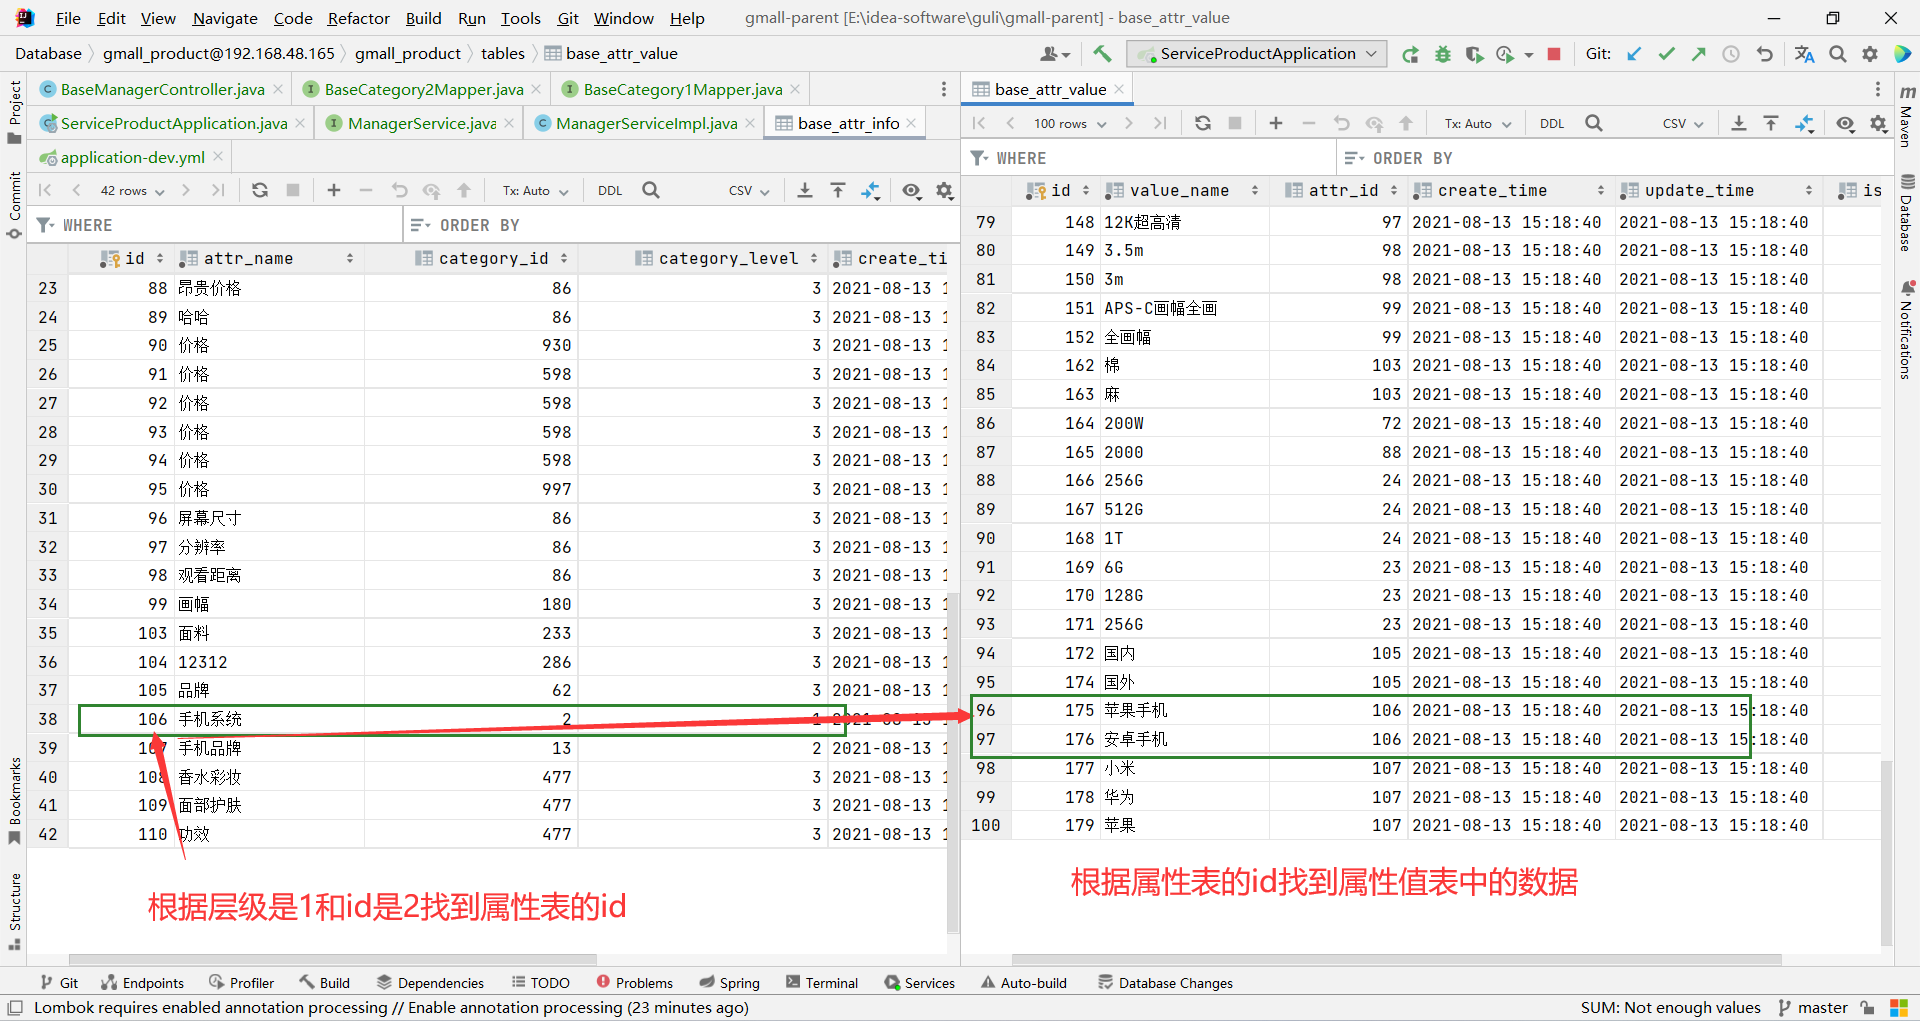 File Edit View Navigate Code Refactor Build Run Tools Git Window Help gmall-parent [E:\idea-software\guli\gmall-parent] - base_attr_value
Database gmall_product@192.168.48.165 gmall_product tables base_attr_value ServiceProductApplication Git:
BaseManagerController.java BaseCategory2Mapper.java BaseCategory1Mapper.java
ServiceProductApplication.java ManagerService.java ManagerServiceImpl.java base_attr_info
application-dev.yml
42 rows Tx: Auto DDL CSV
WHERE ORDER BY
id attr_name category_id category_level create_ti
23 88 昂贵价格 86 3 2021-08-13 1
24 89 哈哈 86 3 2021-08-13 1
25 90 价格 930 3 2021-08-13 1
26 91 价格 598 3 2021-08-13 1
27 92 价格 598 3 2021-08-13 1
28 93 价格 598 3 2021-08-13 1
29 94 价格 598 3 2021-08-13 1
30 95 价格 997 3 2021-08-13 1
31 96 屏幕尺寸 86 3 2021-08-13 1
32 97 分辨率 86 3 2021-08-13 1
33 98 观看距离 86 3 2021-08-13 1
34 99 画幅 180 3 2021-08-13 1
35 103 面料 233 3 2021-08-13 1
36 104 12312 286 3 2021-08-13 1
37 105 品牌 62 3 2021-08-13 1
38 106 手机系统 2 1 2021-08-13 1
39 107 手机品牌 13 2 2021-08-13 1
40 108 香水彩妆 477 3 2021-08-13 1
41 109 面部护肤 477 3 2021-08-13 1
42 110 功效 477 3 2021-08-13 1
根据层级是1和id是2找到属性表的id
base_attr_value
100 rows Tx: Auto DDL CSV
WHERE ORDER BY
id value_name attr_id create_time update_time is
79 148 12K超高清 97 2021-08-13 15:18:40 2021-08-13 15:18:40
80 149 3.5m 98 2021-08-13 15:18:40 2021-08-13 15:18:40
81 150 3m 98 2021-08-13 15:18:40 2021-08-13 15:18:40
82 151 APS-C画幅全画 99 2021-08-13 15:18:40 2021-08-13 15:18:40
83 152 全画幅 99 2021-08-13 15:18:40 2021-08-13 15:18:40
84 162 棉 103 2021-08-13 15:18:40 2021-08-13 15:18:40
85 163 麻 103 2021-08-13 15:18:40 2021-08-13 15:18:40
86 164 200W 72 2021-08-13 15:18:40 2021-08-13 15:18:40
87 165 2000 88 2021-08-13 15:18:40 2021-08-13 15:18:40
88 166 256G 24 2021-08-13 15:18:40 2021-08-13 15:18:40
89 167 512G 24 2021-08-13 15:18:40 2021-08-13 15:18:40
90 168 1T 24 2021-08-13 15:18:40 2021-08-13 15:18:40
91 169 6G 23 2021-08-13 15:18:40 2021-08-13 15:18:40
92 170 128G 23 2021-08-13 15:18:40 2021-08-13 15:18:40
93 171 256G 23 2021-08-13 15:18:40 2021-08-13 15:18:40
94 172 国内 105 2021-08-13 15:18:40 2021-08-13 15:18:40
95 174 国外 105 2021-08-13 15:18:40 2021-08-13 15:18:40
96 175 苹果手机 106 2021-08-13 15:18:40 2021-08-13 15:18:40
97 176 安卓手机 106 2021-08-13 15:18:40 2021-08-13 15:18:40
98 177 小米 107 2021-08-13 15:18:40 2021-08-13 15:18:40
99 178 华为 107 2021-08-13 15:18:40 2021-08-13 15:18:40
100 179 苹果 107 2021-08-13 15:18:40 2021-08-13 15:18:40
根据属性表的id找到属性值表中的数据
Project
Commit
Bookmarks
Structure
m Maven
Database
Notifications
Git Endpoints Profiler Build Dependencies TODO Problems Spring Terminal Services Auto-build Database Changes
Lombok requires enabled annotation processing // Enable annotation processing (23 minutes ago) SUM: Not enough values master